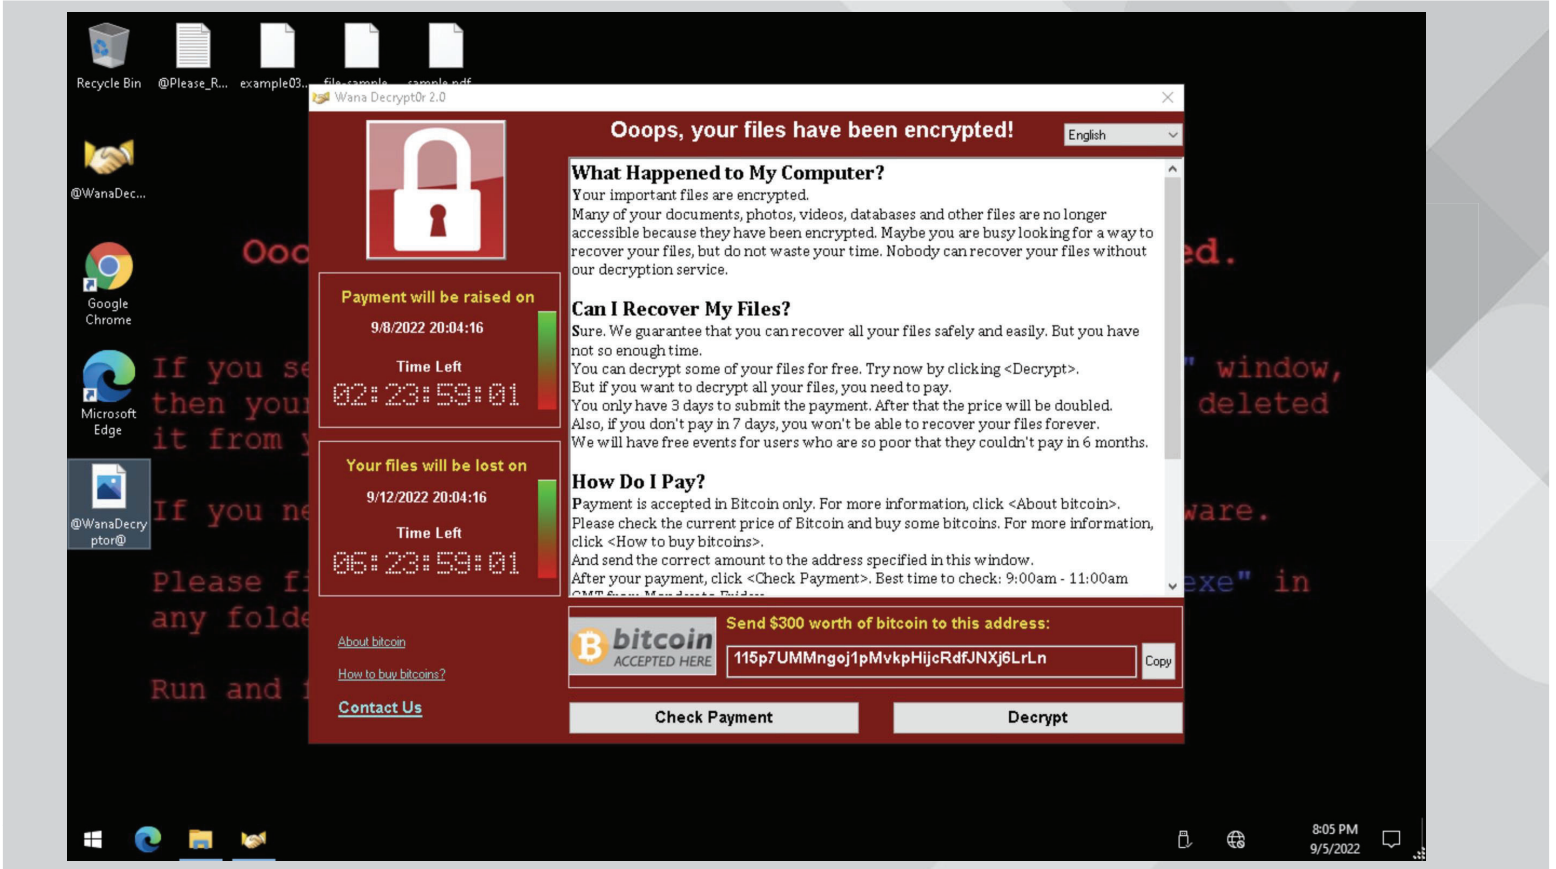 Recycle Bin
@Please_R...
example03...
file-sample
sample.pdf
@WanaDec...
Google
Chrome
Microsoft
Edge
@WanaDecry
ptor@
Ooo
ed.
If you se
" window,
then your
deleted
it from y
If you ne
ware.
Please fi
exe" in
any folde
Run and
Wana Decrypt0r 2.0
Ooops, your files have been encrypted!
English
Payment will be raised on
9/8/2022 20:04:16
Time Left
02:23:59:01
Your files will be lost on
9/12/2022 20:04:16
Time Left
06:23:59:01
About bitcoin
How to buy bitcoins?
Contact Us
What Happened to My Computer?
Your important files are encrypted.
Many of your documents, photos, videos, databases and other files are no longer
accessible because they have been encrypted. Maybe you are busy looking for a way to
recover your files, but do not waste your time. Nobody can recover your files without
our decryption service.
Can I Recover My Files?
Sure. We guarantee that you can recover all your files safely and easily. But you have
not so enough time.
You can decrypt some of your files for free. Try now by clicking <Decrypt>.
But if you want to decrypt all your files, you need to pay.
You only have 3 days to submit the payment. After that the price will be doubled.
Also, if you don't pay in 7 days, you won't be able to recover your files forever.
We will have free events for users who are so poor that they couldn't pay in 6 months.
How Do I Pay?
Payment is accepted in Bitcoin only. For more information, click <About bitcoin>.
Please check the current price of Bitcoin and buy some bitcoins. For more information,
click <How to buy bitcoins>.
And send the correct amount to the address specified in this window.
After your payment, click <Check Payment>. Best time to check: 9:00am - 11:00am
GMT from Monday to Friday.
bitcoin
ACCEPTED HERE
Send $300 worth of bitcoin to this address:
115p7UMMngoj1pMvkpHijcRdfJNXj6LrLn
Copy
Check Payment
Decrypt
8:05 PM
9/5/2022